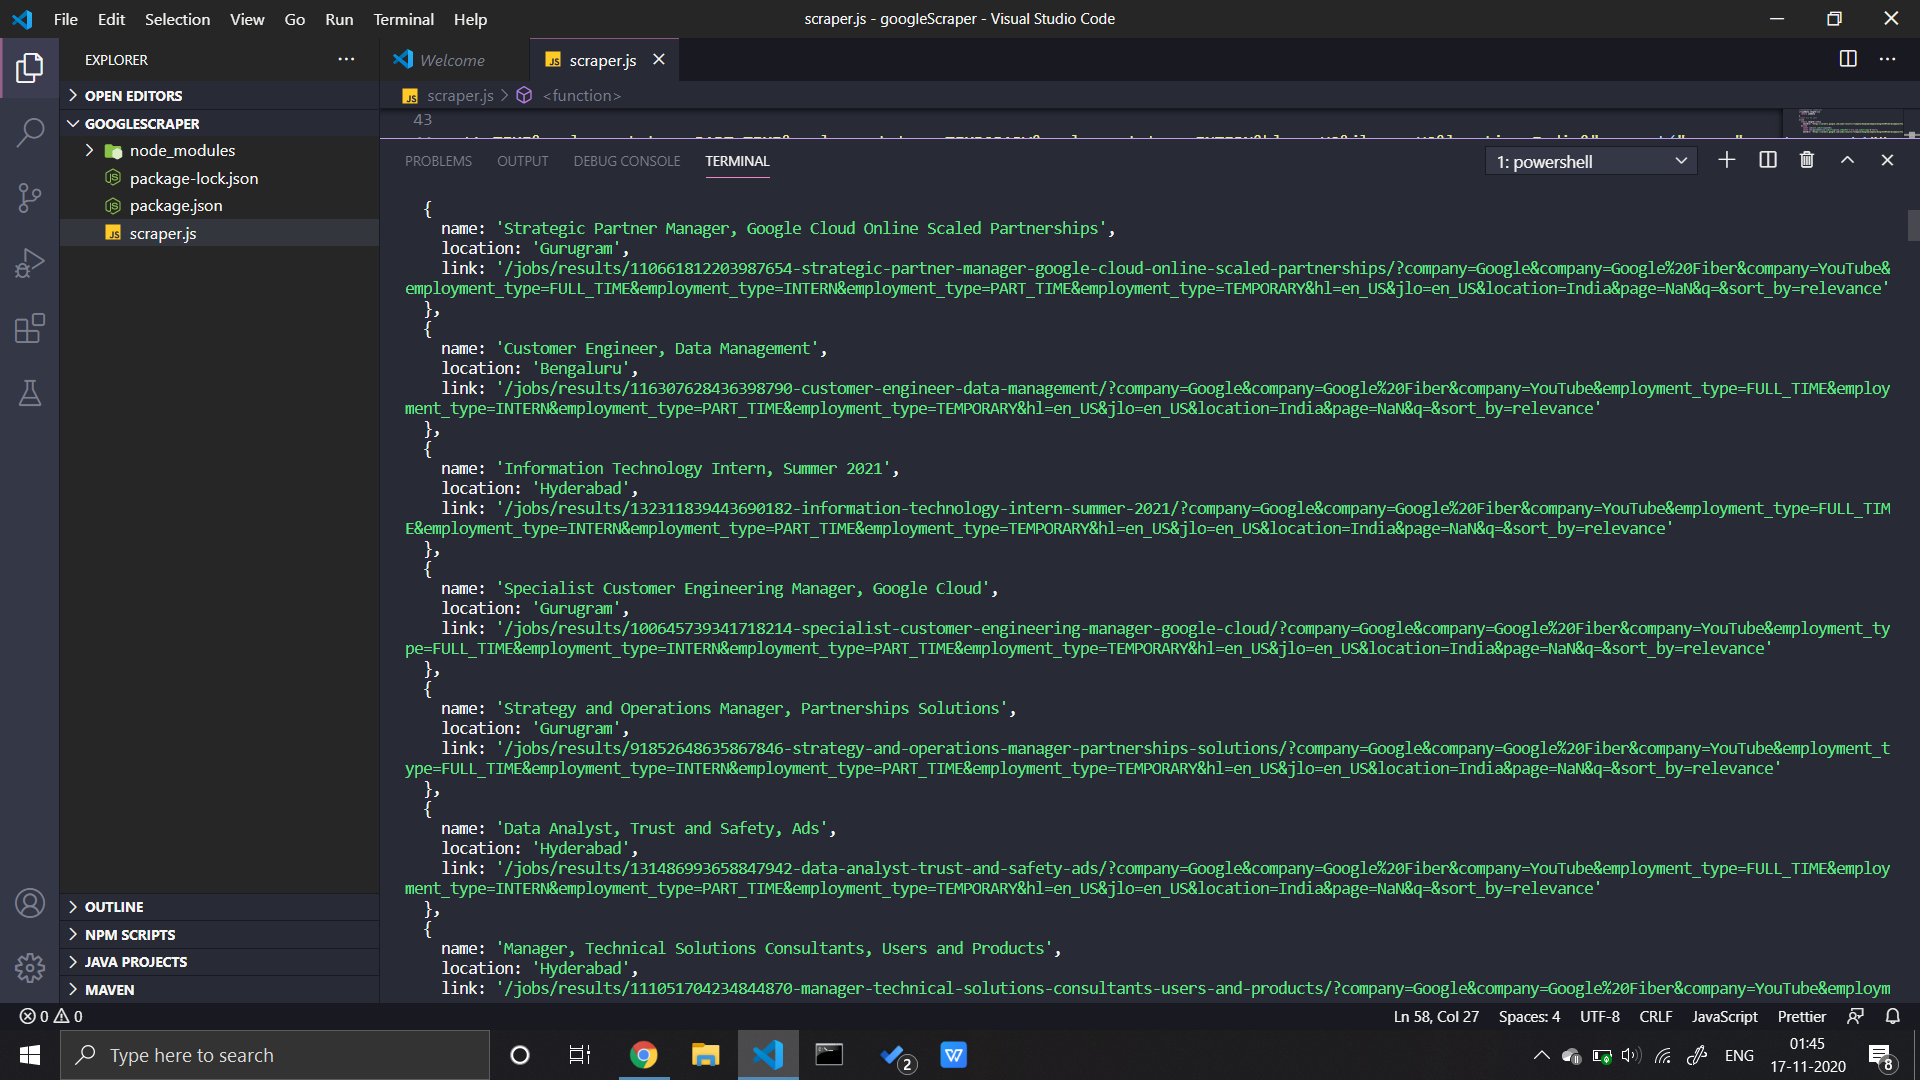 File Edit Selection View Go Run Terminal Help
scraper.js - googleScraper - Visual Studio Code
EXPLORER
Welcome
JS scraper.js
OPEN EDITORS
JS scraper.js > <function>
GOOGLESCRAPER
43
node_modules
package-lock.json
package.json
JS scraper.js
PROBLEMS OUTPUT DEBUG CONSOLE TERMINAL
1: powershell
{
name: 'Strategic Partner Manager, Google Cloud Online Scaled Partnerships',
location: 'Gurugram',
link: '/jobs/results/110661812203987654-strategic-partner-manager-google-cloud-online-scaled-partnerships/?company=Google&company=Google%20Fiber&company=YouTube&
employment_type=FULL_TIME&employment_type=INTERN&employment_type=PART_TIME&employment_type=TEMPORARY&hl=en_US&jlo=en_US&location=India&page=NaN&q=&sort_by=relevance'
},
{
name: 'Customer Engineer, Data Management',
location: 'Bengaluru',
link: '/jobs/results/116307628436398790-customer-engineer-data-management/?company=Google&company=Google%20Fiber&company=YouTube&employment_type=FULL_TIME&employ
ment_type=INTERN&employment_type=PART_TIME&employment_type=TEMPORARY&hl=en_US&jlo=en_US&location=India&page=NaN&q=&sort_by=relevance'
},
{
name: 'Information Technology Intern, Summer 2021',
location: 'Hyderabad',
link: '/jobs/results/132311839443690182-information-technology-intern-summer-2021/?company=Google&company=Google%20Fiber&company=YouTube&employment_type=FULL_TIM
E&employment_type=INTERN&employment_type=PART_TIME&employment_type=TEMPORARY&hl=en_US&jlo=en_US&location=India&page=NaN&q=&sort_by=relevance'
},
{
name: 'Specialist Customer Engineering Manager, Google Cloud',
location: 'Gurugram',
link: '/jobs/results/100645739341718214-specialist-customer-engineering-manager-google-cloud/?company=Google&company=Google%20Fiber&company=YouTube&employment_ty
pe=FULL_TIME&employment_type=INTERN&employment_type=PART_TIME&employment_type=TEMPORARY&hl=en_US&jlo=en_US&location=India&page=NaN&q=&sort_by=relevance'
},
{
name: 'Strategy and Operations Manager, Partnerships Solutions',
location: 'Gurugram',
link: '/jobs/results/91852648635867846-strategy-and-operations-manager-partnerships-solutions/?company=Google&company=Google%20Fiber&company=YouTube&employment_t
ype=FULL_TIME&employment_type=INTERN&employment_type=PART_TIME&employment_type=TEMPORARY&hl=en_US&jlo=en_US&location=India&page=NaN&q=&sort_by=relevance'
},
{
name: 'Data Analyst, Trust and Safety, Ads',
location: 'Hyderabad',
link: '/jobs/results/131486993658847942-data-analyst-trust-and-safety-ads/?company=Google&company=Google%20Fiber&company=YouTube&employment_type=FULL_TIME&employ
ment_type=INTERN&employment_type=PART_TIME&employment_type=TEMPORARY&hl=en_US&jlo=en_US&location=India&page=NaN&q=&sort_by=relevance'
},
{
name: 'Manager, Technical Solutions Consultants, Users and Products',
location: 'Hyderabad',
link: '/jobs/results/111051704234844870-manager-technical-solutions-consultants-users-and-products/?company=Google&company=Google%20Fiber&company=YouTube&employm
OUTLINE
NPM SCRIPTS
JAVA PROJECTS
MAVEN
0 0
Ln 58, Col 27 Spaces: 4 UTF-8 CRLF JavaScript Prettier
Type here to search
2
W
ENG
01:45
17-11-2020
8